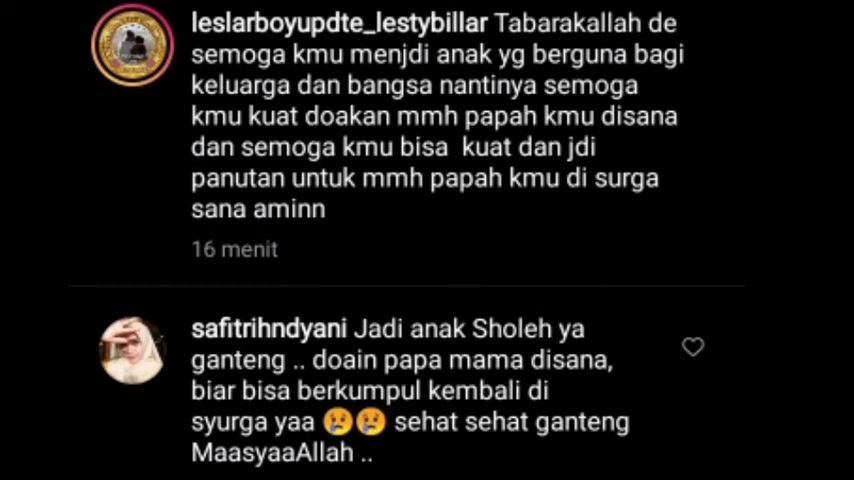 leslarboyupdte_lestybillar Tabarakallah de
semoga kmu menjdi anak yg berguna bagi
keluarga dan bangsa nantinya semoga
kmu kuat doakan mmh papah kmu disana
dan semoga kmu bisa kuat dan jdi
panutan untuk mmh papah kmu di surga
sana aminn
16 menit
safitrihndyani Jadi anak Sholeh ya
ganteng .. doain papa mama disana,
biar bisa berkumpul kembali di
syurga yaa 😢😢 sehat sehat ganteng
MaasyaaAllah ..